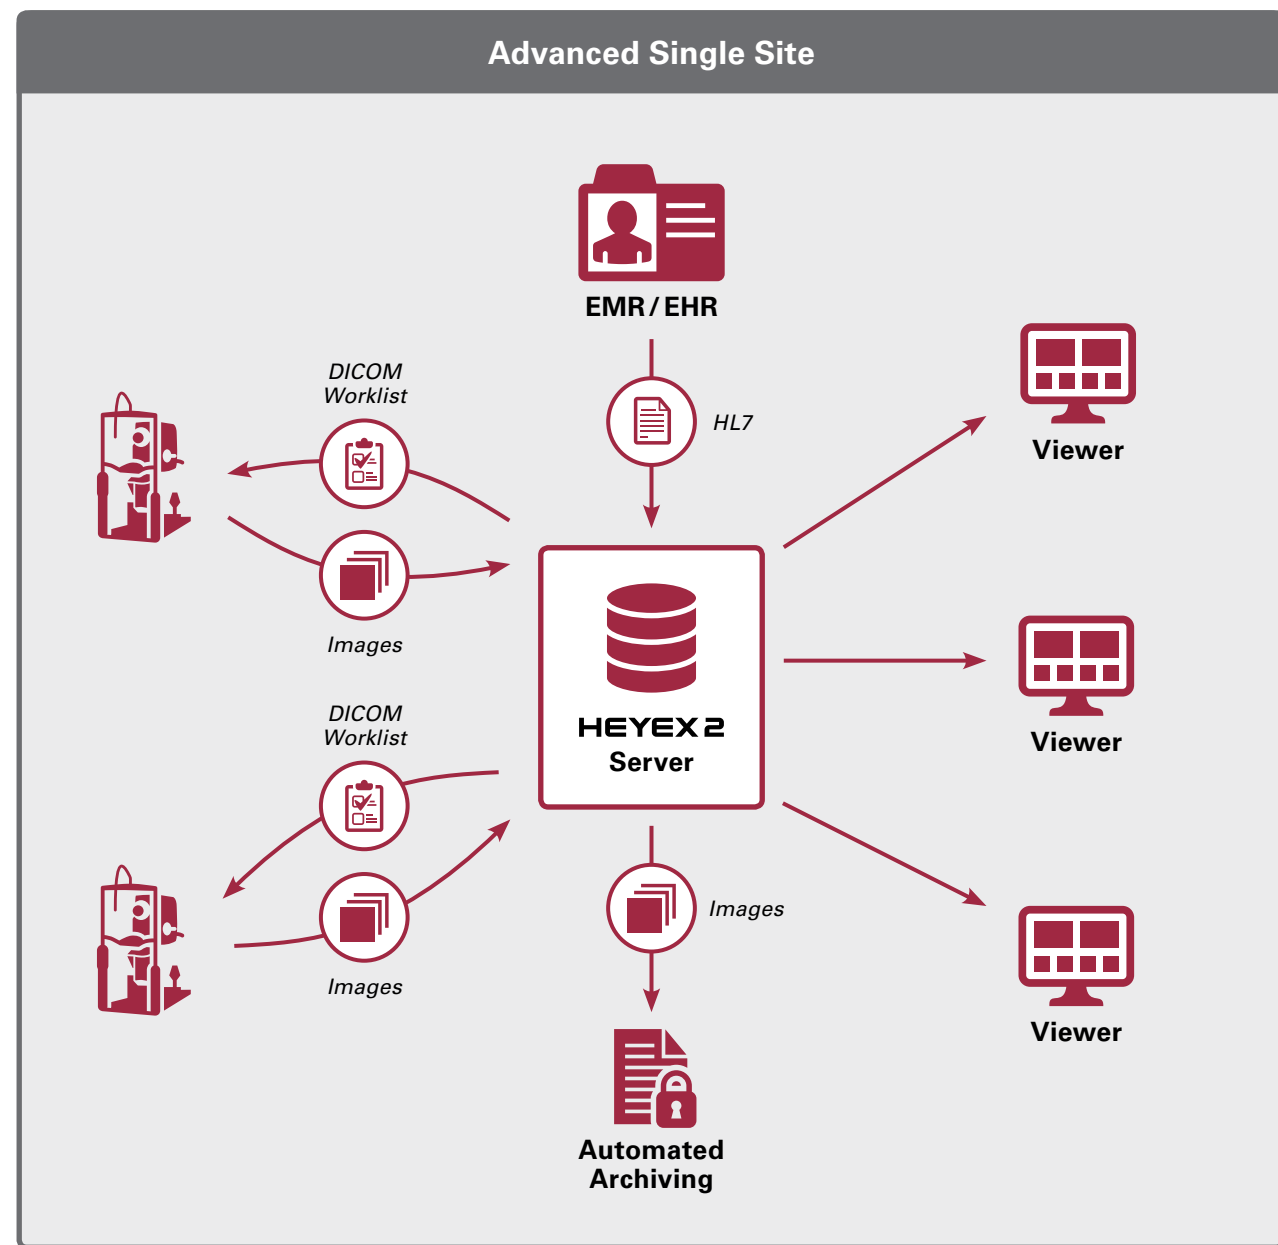 Advanced Single Site
EMR / EHR
DICOM
Worklist
HL7
Viewer
Images
HEYEX 2
Server
Viewer
DICOM
Worklist
Images
Images
Viewer
Automated
Archiving